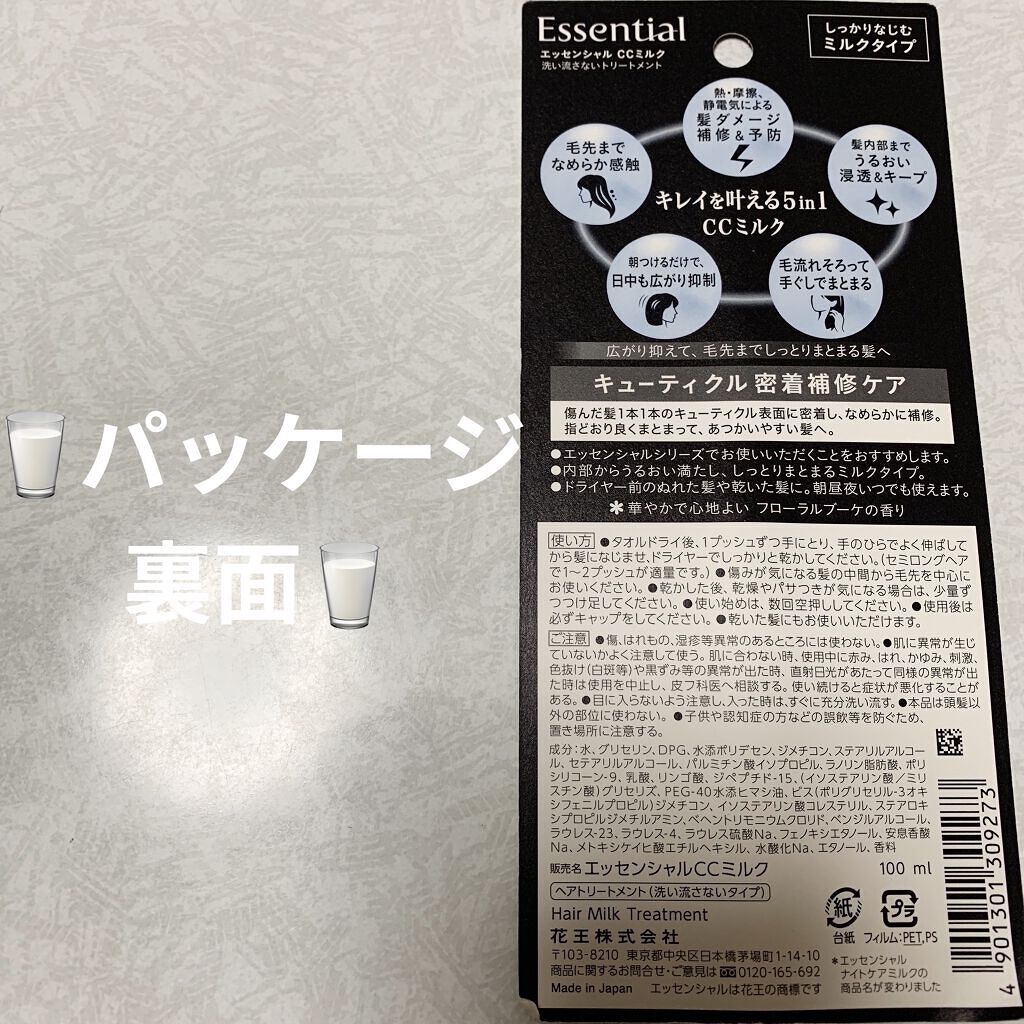 Essential
エッセンシャル CCミルク
洗い流さないトリートメント
しっかりなじむ
ミルクタイプ
熱・摩擦、
静電気による
髪ダメージ
補修&予防
毛先まで
なめらか感触
髪内部まで
うるおい
浸透&キープ
キレイを叶える5in1
CCミルク
朝つけるだけで、
日中も広がり抑制
毛流れそろって
手ぐしでまとまる
広がり抑えて、毛先までしっとりまとまる髪へ
キューティクル 密着補修ケア
傷んだ髪1本1本のキューティクル表面に密着し、なめらかに補修。
指どおり良くまとまって、あつかいやすい髪へ。
●エッセンシャルシリーズでお使いいただくことをおすすめします。
●内部からうるおい満たし、しっとりまとまるミルクタイプ。
●ドライヤー前のぬれた髪や乾いた髪に。朝昼夜いつでも使えます。
＊華やかで心地よい フローラルブーケの香り
パッケージ
裏面
使い方 ●タオルドライ後、1プッシュずつ手にとり、手のひらでよく伸ばして
から髪になじませ、ドライヤーでしっかりと乾かしてください。(セミロングヘア
で1〜2プッシュが適量です。) ●傷みが気になる髪の中間から毛先を中心に
お使いください。●乾かした後、乾燥やパサつきが気になる場合は、少量ず
つつけ足してください。●使い始めは、数回空押ししてください。●使用後は
必ずキャップをしてください。●乾いた髪にもお使いいただけます。
ご注意 ●傷、はれもの、湿疹等異常のあるところには使わない。●肌に異常が生じ
ていないかよく注意して使う。肌に合わない時、使用中に赤み、はれ、かゆみ、刺激、
色抜け(白斑等)や黒ずみ等の異常が出た時、直射日光があたって同様の異常が出
た時は使用を中止し、皮フ科医へ相談する。使い続けると症状が悪化することが
ある。●目に入らないよう注意し、入った時は、すぐに充分洗い流す。●本品は頭髪以
外の部位に使わない。●子供や認知症の方などの誤飲等を防ぐため、
置き場所に注意する。
成分：水、グリセリン、DPG、水添ポリデセン、ジメチコン、ステアリルアルコー
ル、セテアリルアルコール、パルミチン酸イソプロピル、ラノリン脂肪酸、ポリ
シリコーン-9、乳酸、リンゴ酸、ジペプチド-15、(イソステアリン酸／ミリ
スチン酸)グリセリズ、PEG-40水添ヒマシ油、ビス(ポリグリセリル-3オキ
シフェニルプロピル)ジメチコン、イソステアリン酸コレステリル、ステアロキ
シプロピルジメチルアミン、ベヘントリモニウムクロリド、ベンジルアルコール、
ラウレス-23、ラウレス-4、ラウレス硫酸Na、フェノキシエタノール、安息香酸
Na、メトキシケイヒ酸エチルヘキシル、水酸化Na、エタノール、香料
販売名 エッセンシャルCCミルク 100 ml
ヘアトリートメント(洗い流さないタイプ)
Hair Milk Treatment
花王株式会社
〒103-8210 東京都中央区日本橋茅場町1-14-10
商品に関するお問合せ・ご意見は 0120-165-692
Made in Japan エッセンシャルは花王の商標です
紙
台紙
プラ
フィルム:PET,PS
＊エッセンシャル
ナイトケアミルクの
商品名が変わりました
4 901301 309273